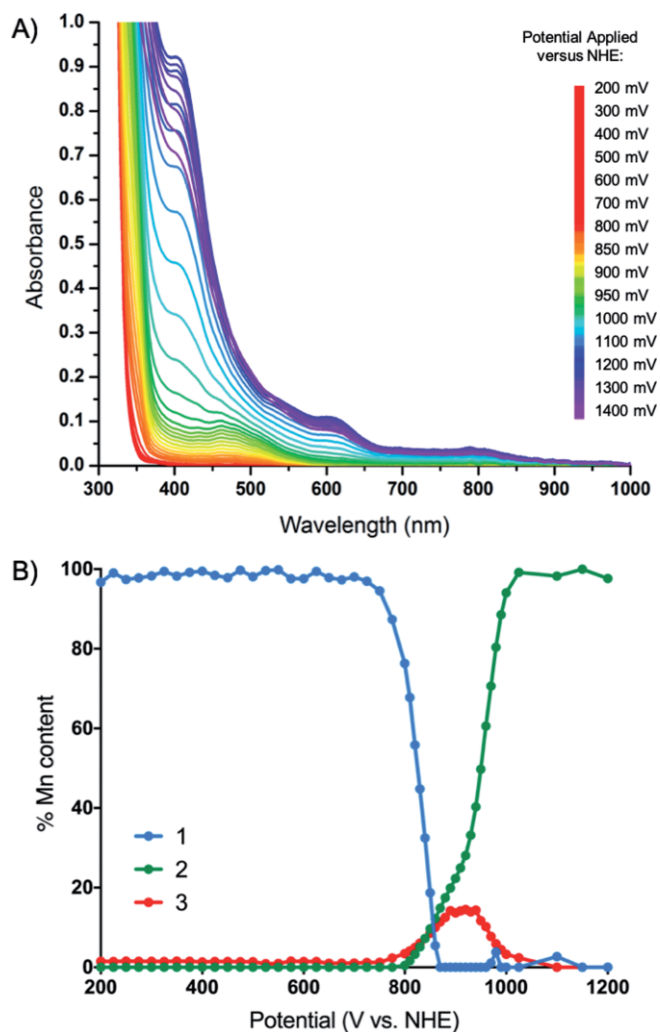 A)
Potential Applied
versus NHE:
200 mV
300 mV
400 mV
500 mV
600 mV
700 mV
800 mV
850 mV
900 mV
950 mV
1000 mV
1100 mV
1200 mV
1300 mV
1400 mV
1.0
0.9
0.8
0.7
0.6
0.5
0.4
0.3
0.2
0.1
0.0
Absorbance
300 400 500 600 700 800 900 1000
Wavelength (nm)
B)
100
80
60
40
20
0
% Mn content
1
2
3
200 400 600 800 1000 1200
Potential (V vs. NHE)